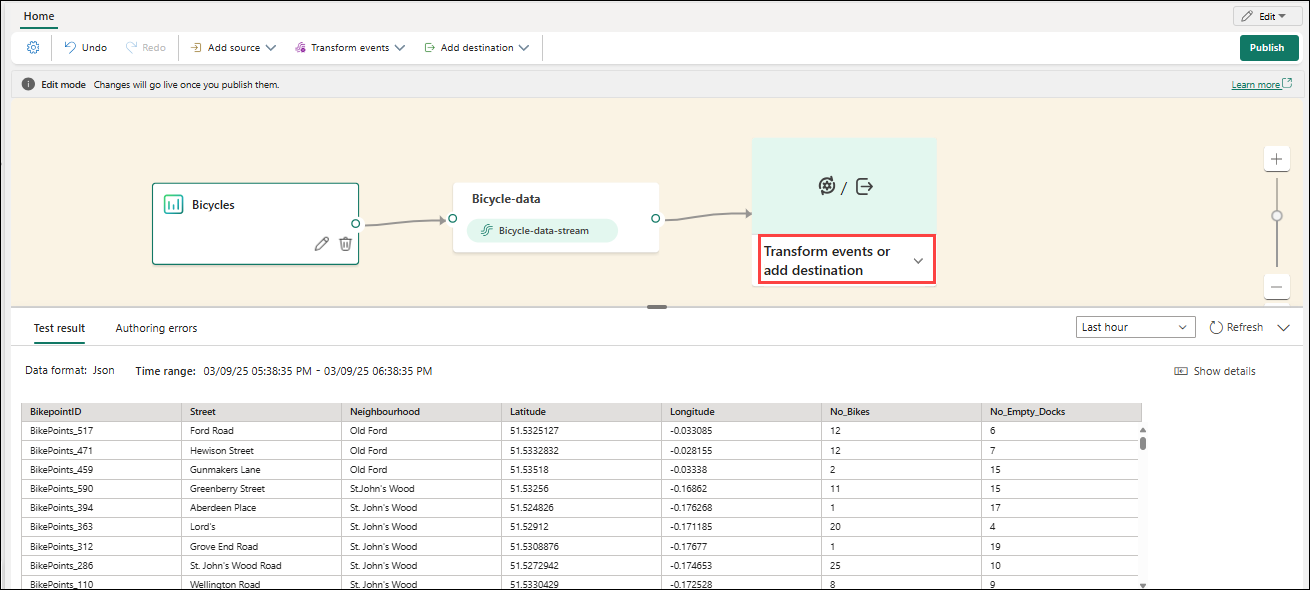 Home
Edit
Undo
Redo
Add source
Transform events
Add destination
Publish
Edit mode Changes will go live once you publish them.
Learn more
Bicycles
Bicycle-data
Bicycle-data-stream
/
Transform events or
add destination
Test result
Authoring errors
Last hour
Refresh
Data format: Json
Time range: 03/09/25 05:38:35 PM - 03/09/25 06:38:35 PM
Show details
BikepointID Street Neighbourhood Latitude Longitude No_Bikes No_Empty_Docks
BikePoints_517 Ford Road Old Ford 51.5325127 -0.033085 12 6
BikePoints_471 Hewison Street Old Ford 51.5332832 -0.028155 12 7
BikePoints_459 Gunmakers Lane Old Ford 51.53518 -0.03338 2 15
BikePoints_590 Greenberry Street St.John's Wood 51.53256 -0.16862 11 15
BikePoints_394 Aberdeen Place St. John's Wood 51.524826 -0.176268 1 17
BikePoints_363 Lord's St. John's Wood 51.52912 -0.171185 20 4
BikePoints_312 Grove End Road St. John's Wood 51.5308876 -0.17677 1 19
BikePoints_286 St. John's Wood Road St. John's Wood 51.5272942 -0.174653 25 10
BikePoints_110 Wellington Road St. John's Wood 51.5330429 -0.172528 8 9